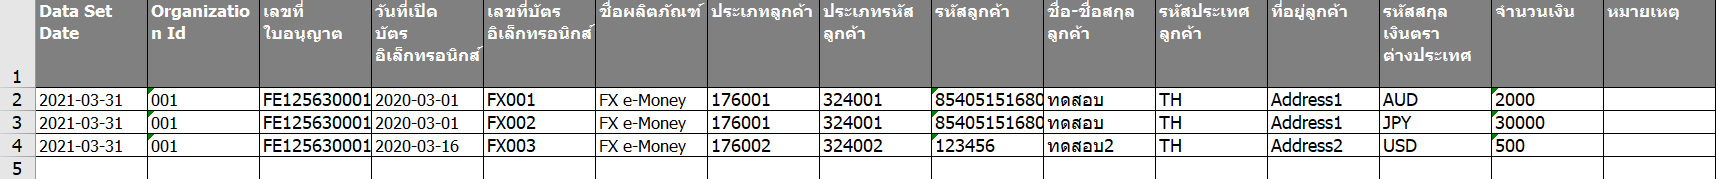 Data Set Date Organization Id เลขที่ใบอนุญาต วันที่เปิดบัตรอิเล็กทรอนิกส์ เลขที่บัตรอิเล็กทรอนิกส์ ชื่อผลิตภัณฑ์ ประเภทลูกค้า ประเภทรหัสลูกค้า รหัสลูกค้า ชื่อ-ชื่อสกุลลูกค้า รหัสประเทศลูกค้า ที่อยู่ลูกค้า รหัสสกุลเงินตราต่างประเทศ จำนวนเงิน หมายเหตุ
1
2 2021-03-31 001 FE125630001 2020-03-01 FX001 FX e-Money 176001 324001 85405151680 ทดสอบ TH Address1 AUD 2000
3 2021-03-31 001 FE125630001 2020-03-01 FX002 FX e-Money 176001 324001 85405151680 ทดสอบ TH Address1 JPY 30000
4 2021-03-31 001 FE125630001 2020-03-16 FX003 FX e-Money 176002 324002 123456 ทดสอบ2 TH Address2 USD 500
5